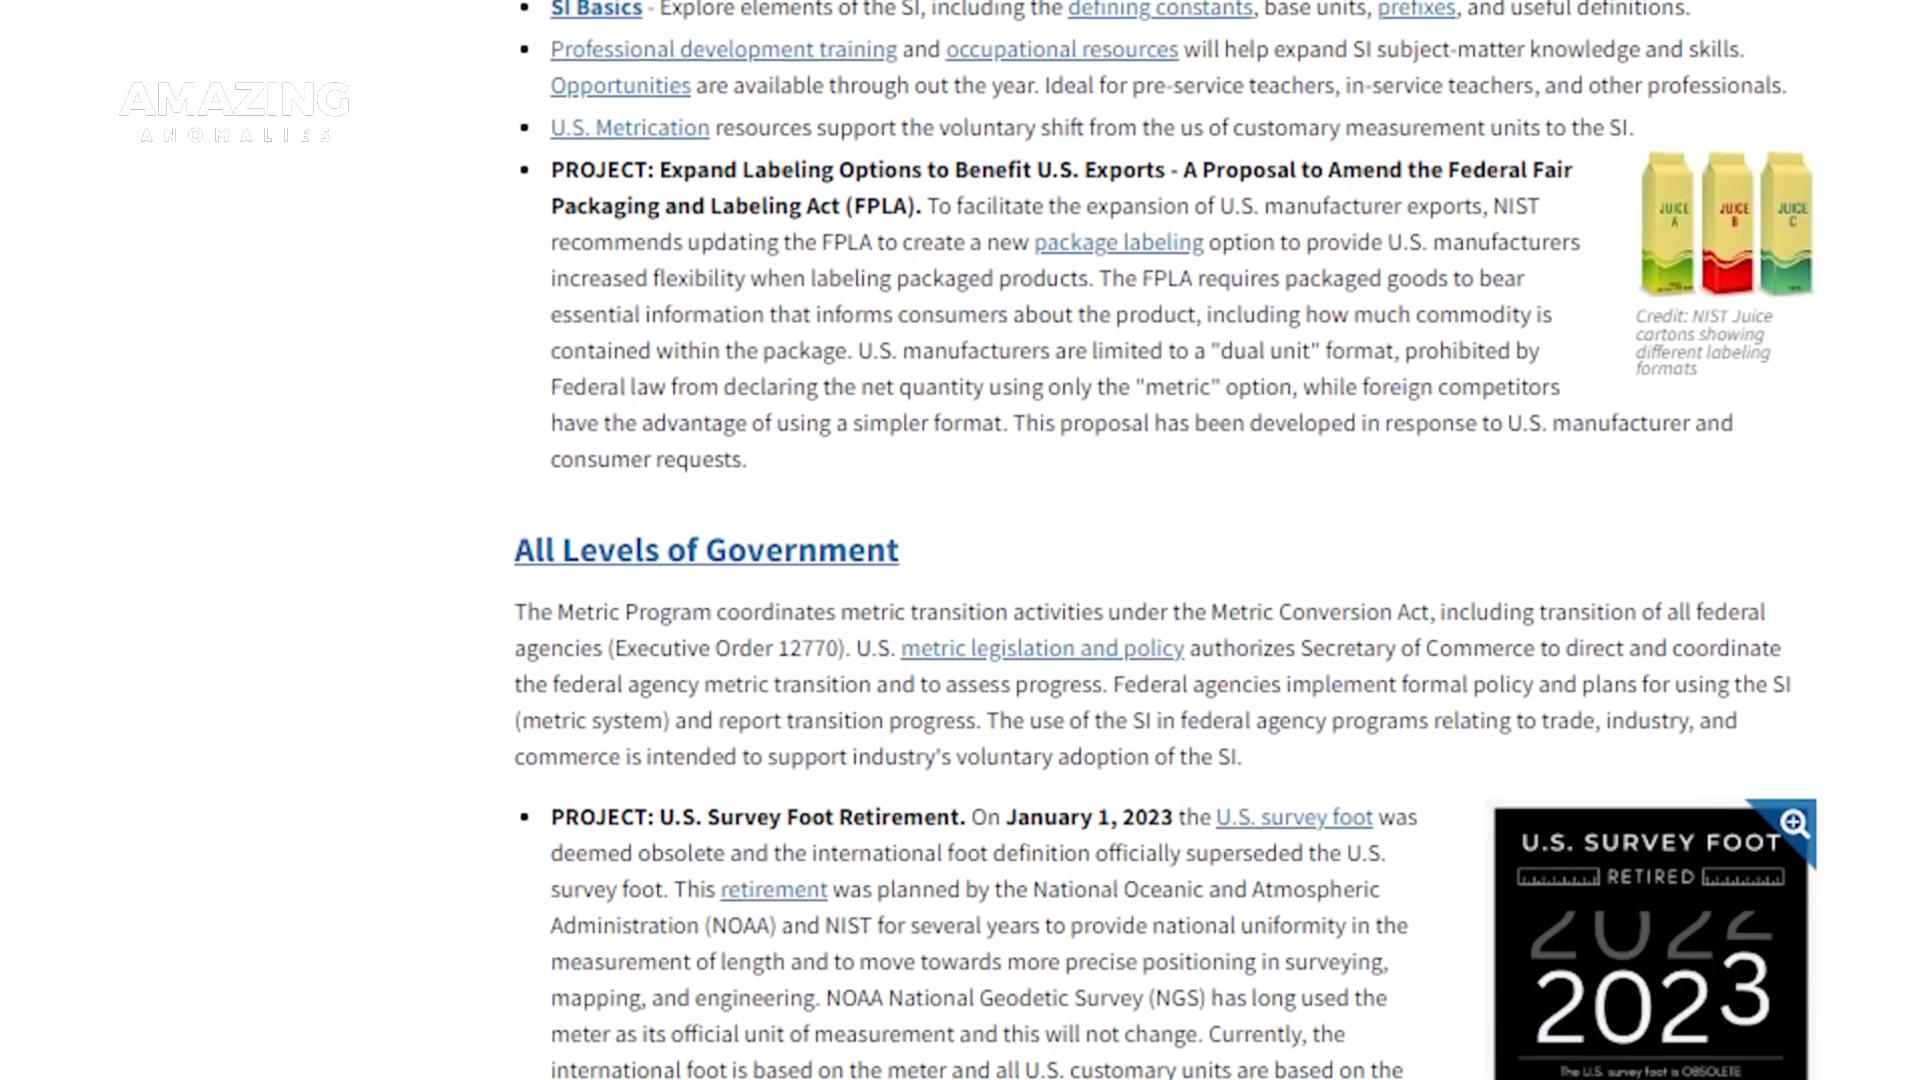 SI Basics - Explore elements of the SI, including the defining constants, base units, prefixes, and useful definitions.
AMAZING
ANOMALIES
Professional development training and occupational resources will help expand SI subject-matter knowledge and skills.
Opportunities are available through out the year. Ideal for pre-service teachers, in-service teachers, and other professionals.
U.S. Metrication resources support the voluntary shift from the us of customary measurement units to the SI.
PROJECT: Expand Labeling Options to Benefit U.S. Exports - A Proposal to Amend the Federal Fair
Packaging and Labeling Act (FPLA). To facilitate the expansion of U.S. manufacturer exports, NIST
recommends updating the FPLA to create a new package labeling option to provide U.S. manufacturers
increased flexibility when labeling packaged products. The FPLA requires packaged goods to bear
essential information that informs consumers about the product, including how much commodity is
contained within the package. U.S. manufacturers are limited to a "dual unit" format, prohibited by
Federal law from declaring the net quantity using only the "metric" option, while foreign competitors
have the advantage of using a simpler format. This proposal has been developed in response to U.S. manufacturer and
consumer requests.
JUICE A
JUICE B
JUICE C
Credit: NIST Juice
cartons showing
different labeling
formats
All Levels of Government
The Metric Program coordinates metric transition activities under the Metric Conversion Act, including transition of all federal
agencies (Executive Order 12770). U.S. metric legislation and policy authorizes Secretary of Commerce to direct and coordinate
the federal agency metric transition and to assess progress. Federal agencies implement formal policy and plans for using the SI
(metric system) and report transition progress. The use of the SI in federal agency programs relating to trade, industry, and
commerce is intended to support industry's voluntary adoption of the SI.
PROJECT: U.S. Survey Foot Retirement. On January 1, 2023 the U.S. survey foot was
deemed obsolete and the international foot definition officially superseded the U.S.
survey foot. This retirement was planned by the National Oceanic and Atmospheric
Administration (NOAA) and NIST for several years to provide national uniformity in the
measurement of length and to move towards more precise positioning in surveying,
mapping, and engineering. NOAA National Geodetic Survey (NGS) has long used the
meter as its official unit of measurement and this will not change. Currently, the
international foot is based on the meter and all U.S. customary units are based on the
U.S. SURVEY FOOT
RETIRED
2022
2023
The U.S. survey foot is OBSOLETE